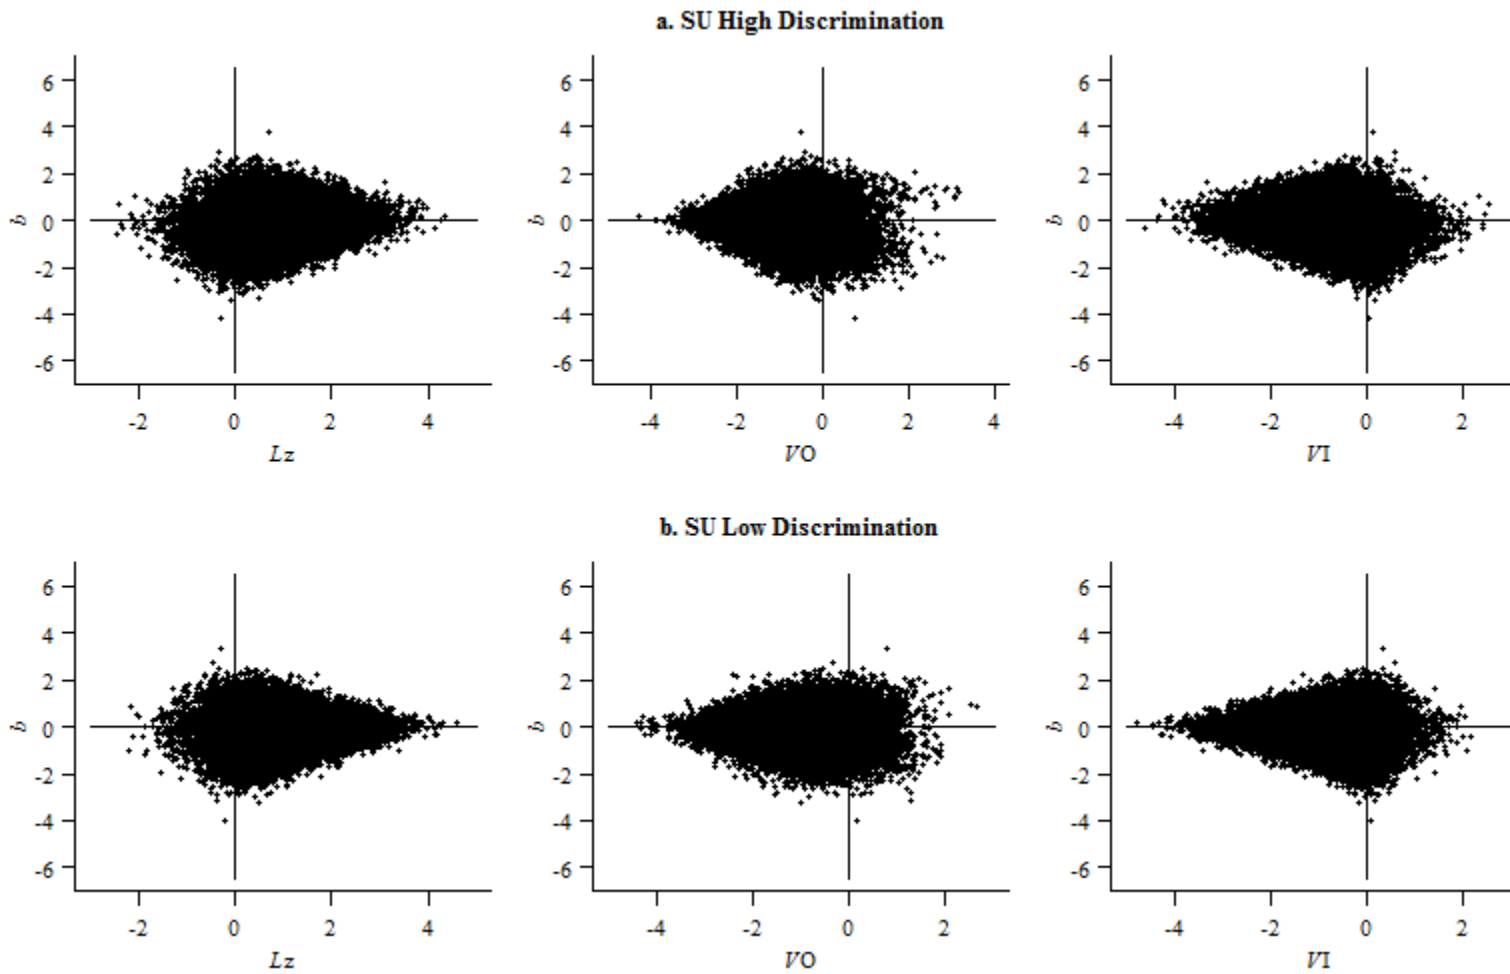 a. SU High Discrimination
6 6 6
4 4 4
2 2 2
b 0 b 0 b 0
-2 -2 -2
-4 -4 -4
-6 -6 -6
-2 0 2 4 -4 -2 0 2 4 -4 -2 0 2
Lz VO VI
b. SU Low Discrimination
6 6 6
4 4 4
2 2 2
b 0 b 0 b 0
-2 -2 -2
-4 -4 -4
-6 -6 -6
-2 0 2 4 -4 -2 0 2 -4 -2 0 2
Lz VO VI